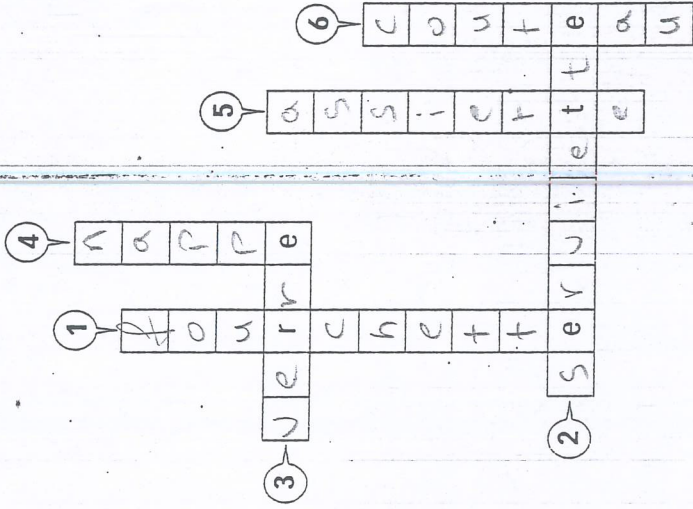 1 fourchette
2 serviette
3 verre
4 nappe
5 assiette
6 couteau